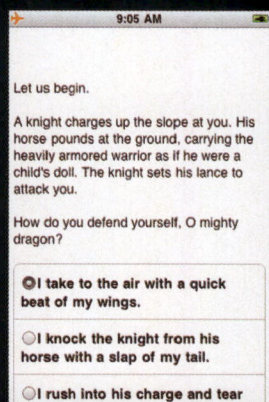 9:05 AM
Let us begin.
A knight charges up the slope at you. His
horse pounds at the ground, carrying the
heavily armored warrior as if he were a
child's doll. The knight sets his lance to
attack you.
How do you defend yourself, O mighty
dragon?
I take to the air with a quick
beat of my wings.
I knock the knight from his
horse with a slap of my tail.
I rush into his charge and tear